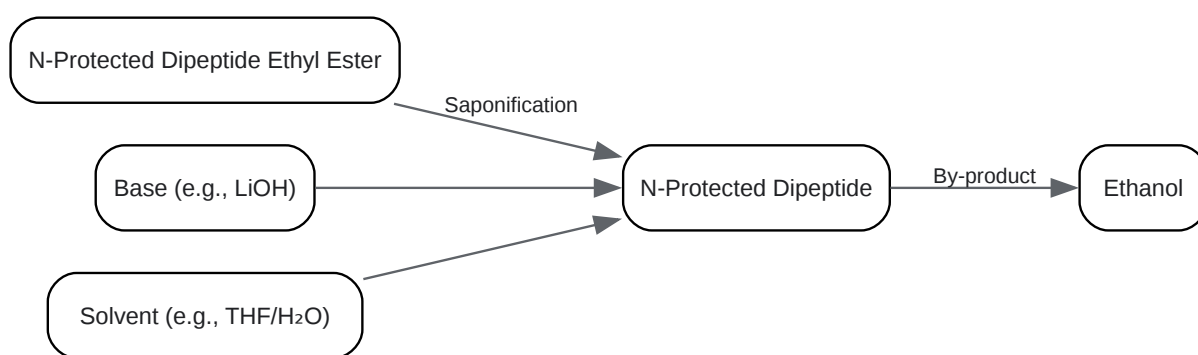 N-Protected Dipeptide Ethyl Ester
Saponification
Base (e.g., LiOH)
N-Protected Dipeptide
By-product
Ethanol
Solvent (e.g., THF/H₂O)